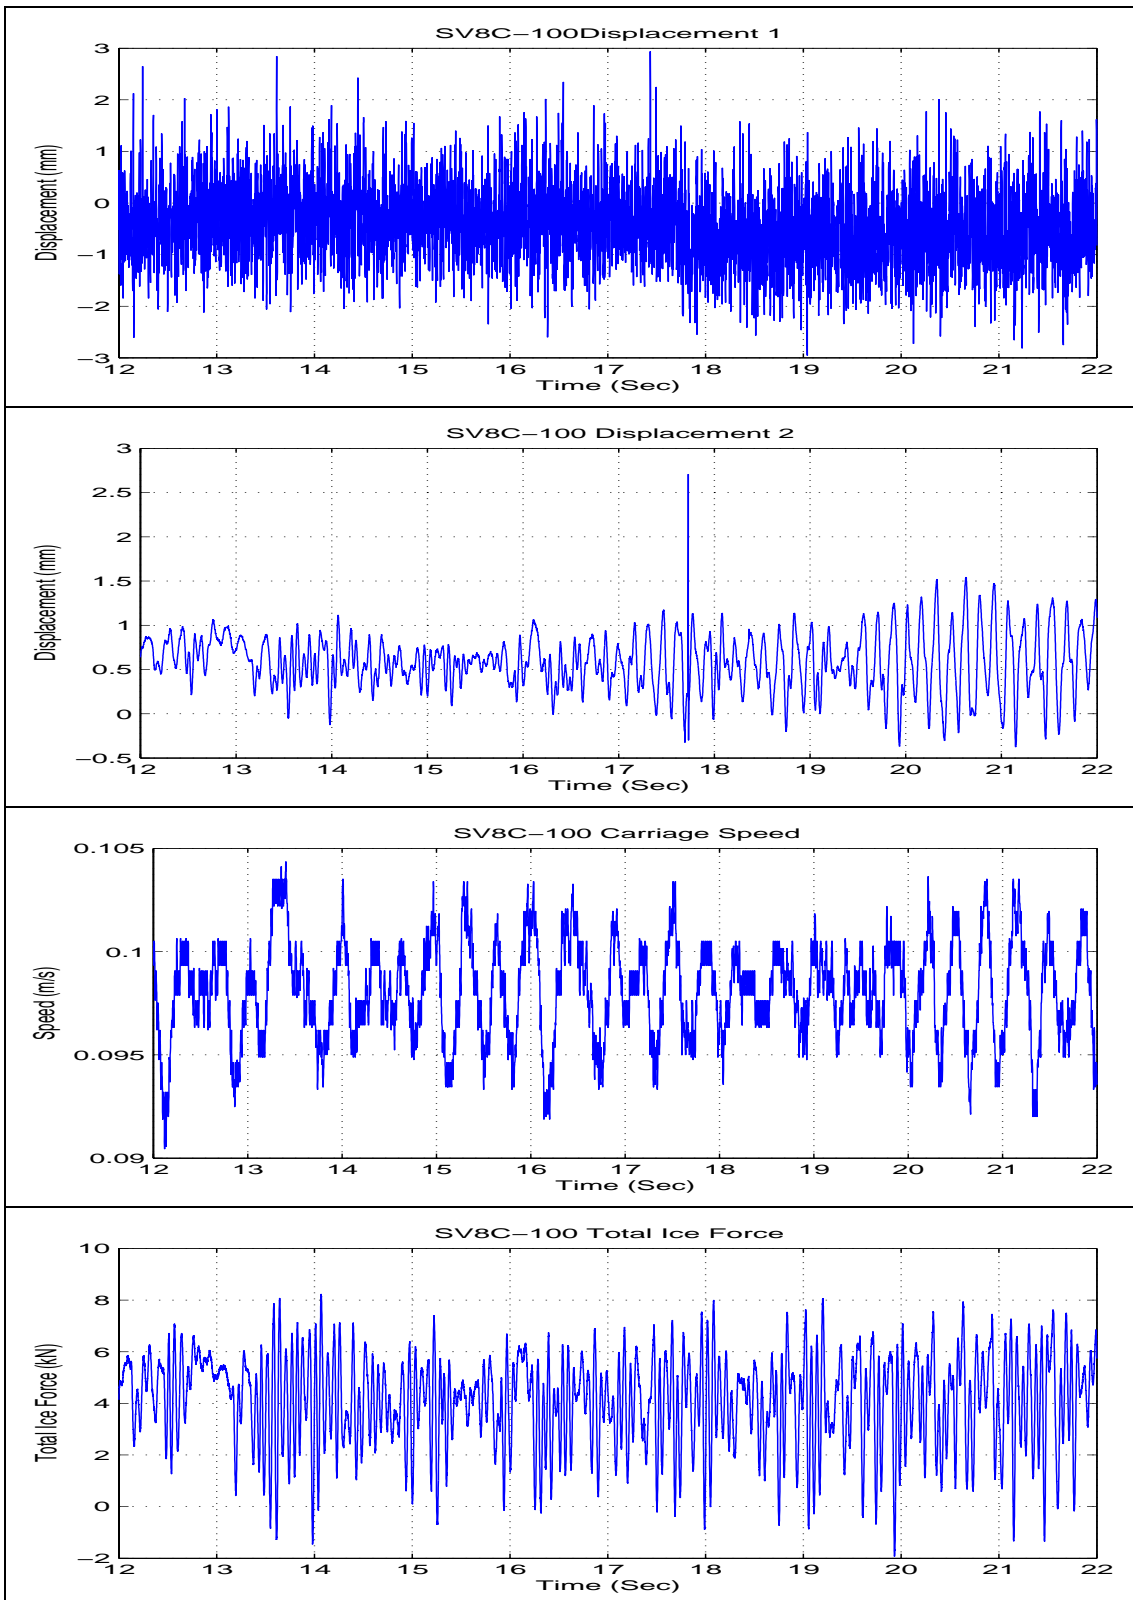 SV8C−100Displacement 1
Displacement (mm)
3
2
1
0
−1
−2
−3
12 13 14 15 16 17 18 19 20 21 22
Time (Sec)
SV8C−100 Displacement 2
Displacement (mm)
3
2.5
2
1.5
1
0.5
0
−0.5
12 13 14 15 16 17 18 19 20 21 22
Time (Sec)
SV8C−100 Carriage Speed
Speed (m/s)
0.105
0.1
0.095
0.09
12 13 14 15 16 17 18 19 20 21 22
Time (Sec)
SV8C−100 Total Ice Force
Total Ice Force (kN)
10
8
6
4
2
0
−2
12 13 14 15 16 17 18 19 20 21 22
Time (Sec)